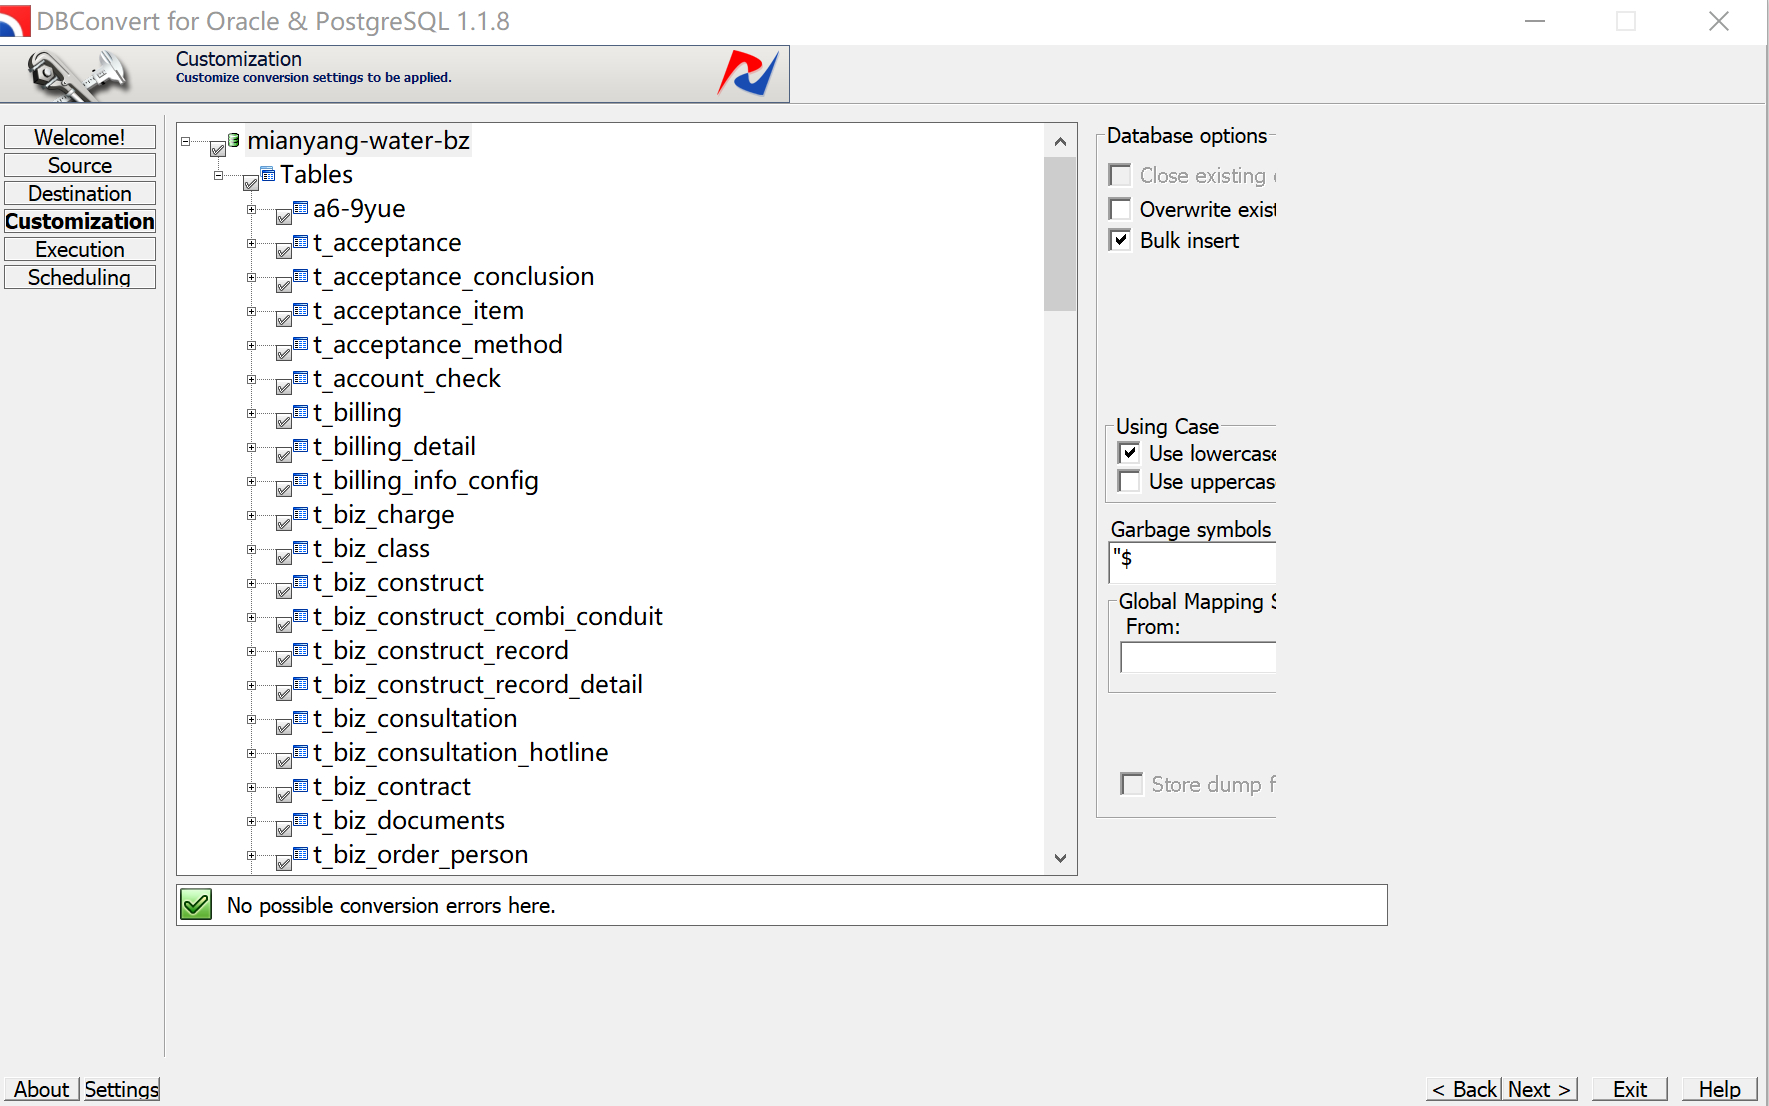 DBConvert for Oracle & PostgreSQL 1.1.8
Customization
Customize conversion settings to be applied.
Welcome!
Source
Destination
Customization
Execution
Scheduling
mianyang-water-bz
Tables
a6-9yue
t_acceptance
t_acceptance_conclusion
t_acceptance_item
t_acceptance_method
t_account_check
t_billing
t_billing_detail
t_billing_info_config
t_biz_charge
t_biz_class
t_biz_construct
t_biz_construct_combi_conduit
t_biz_construct_record
t_biz_construct_record_detail
t_biz_consultation
t_biz_consultation_hotline
t_biz_contract
t_biz_documents
t_biz_order_person
Database options
Close existing
Overwrite exist
Bulk insert
Using Case
Use lowercase
Use uppercas
Garbage symbols
"$
Global Mapping S
From:
Store dump f
No possible conversion errors here.
About
Settings
< Back
Next >
Exit
Help